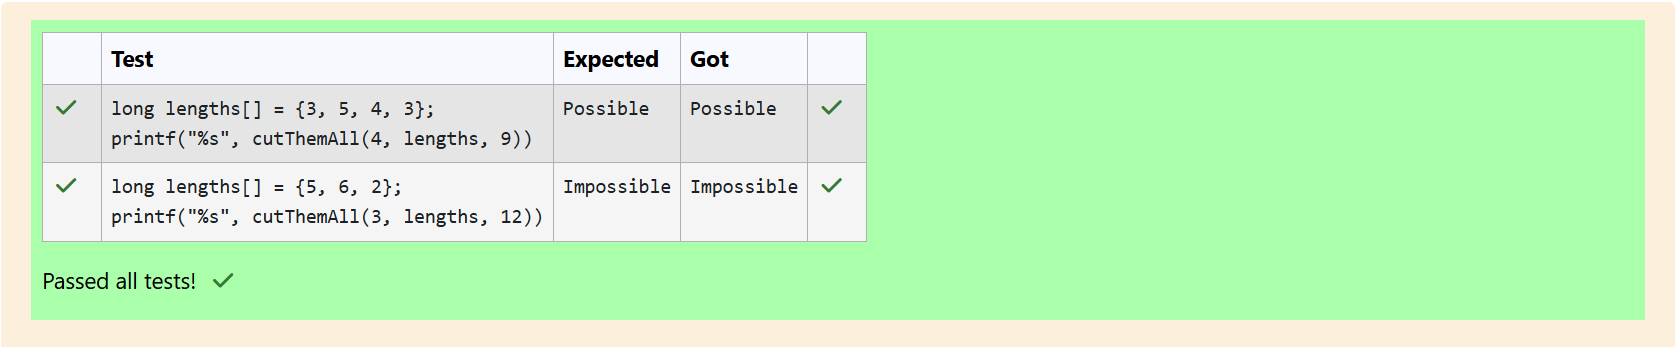 Test Expected Got
long lengths[] = {3, 5, 4, 3}; Possible Possible
printf("%s", cutThemAll(4, lengths, 9))
long lengths[] = {5, 6, 2}; Impossible Impossible
printf("%s", cutThemAll(3, lengths, 12))
Passed all tests!